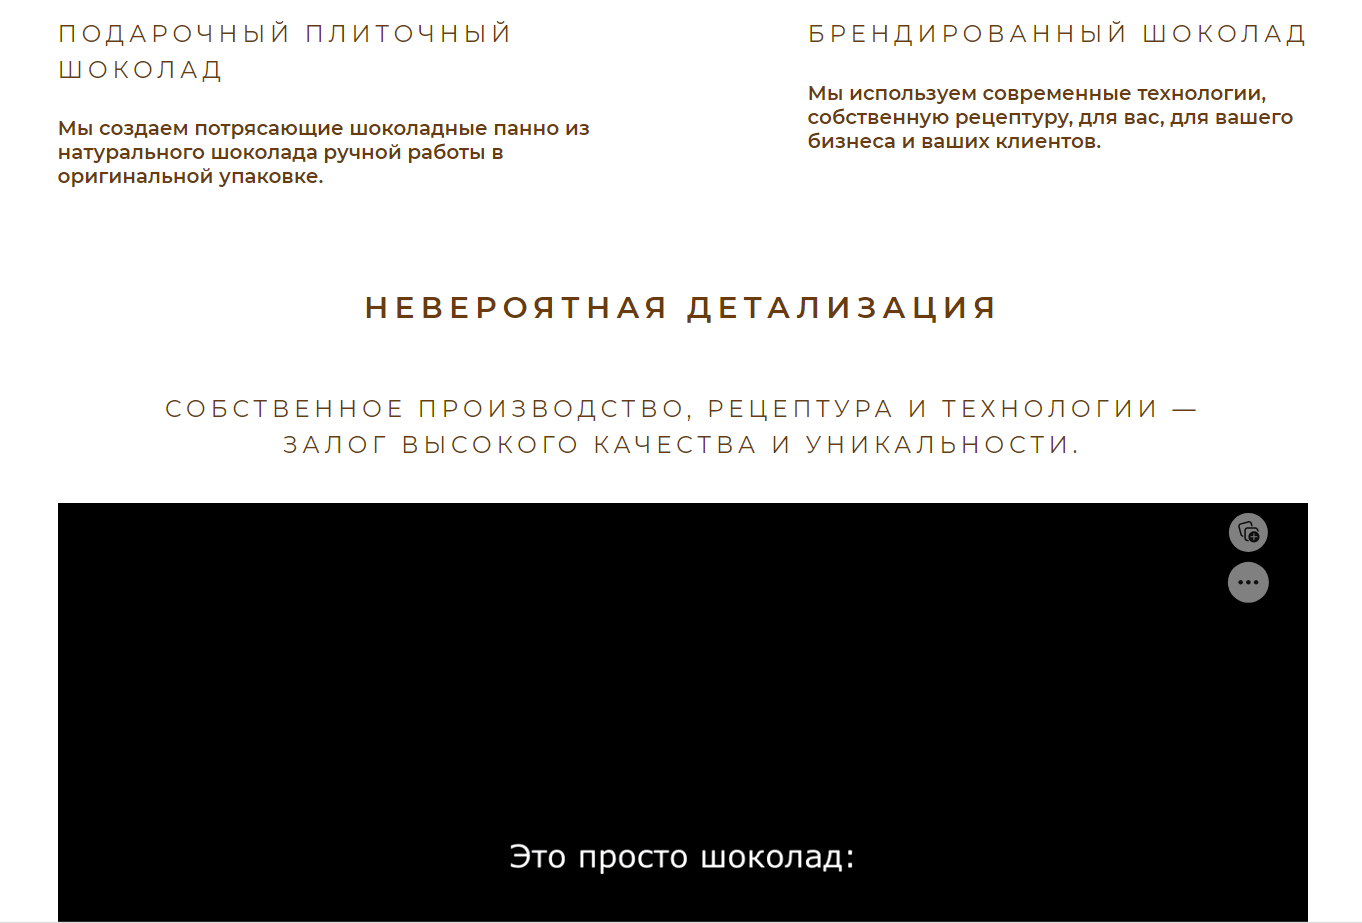 ПОДАРОЧНЫЙ ПЛИТОЧНЫЙ
ШОКОЛАД
Мы создаем потрясающие шоколадные панно из
натурального шоколада ручной работы в
оригинальной упаковке.
БРЕНДИРОВАННЫЙ ШОКОЛАД
Мы используем современные технологии,
собственную рецептуру, для вас, для вашего
бизнеса и ваших клиентов.
НЕВЕРОЯТНАЯ ДЕТАЛИЗАЦИЯ
СОБСТВЕННОЕ ПРОИЗВОДСТВО, РЕЦЕПТУРА И ТЕХНОЛОГИИ —
ЗАЛОГ ВЫСОКОГО КАЧЕСТВА И УНИКАЛЬНОСТИ.
Это просто шоколад: